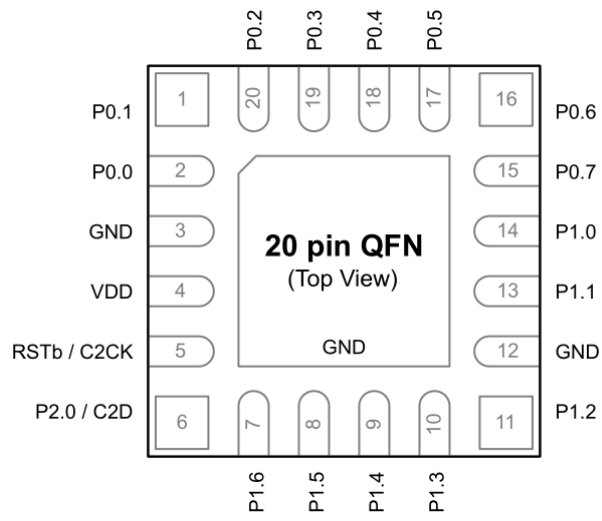 P0.2
P0.3
P0.4
P0.5
20
19
18
17
P0.1
1
16
P0.6
P0.0
2
15
P0.7
GND
3
14
P1.0
VDD
4
13
P1.1
RSTb / C2CK
5
12
GND
P2.0 / C2D
6
11
P1.2
20 pin QFN
(Top View)
GND
7
8
9
10
P1.6
P1.5
P1.4
P1.3